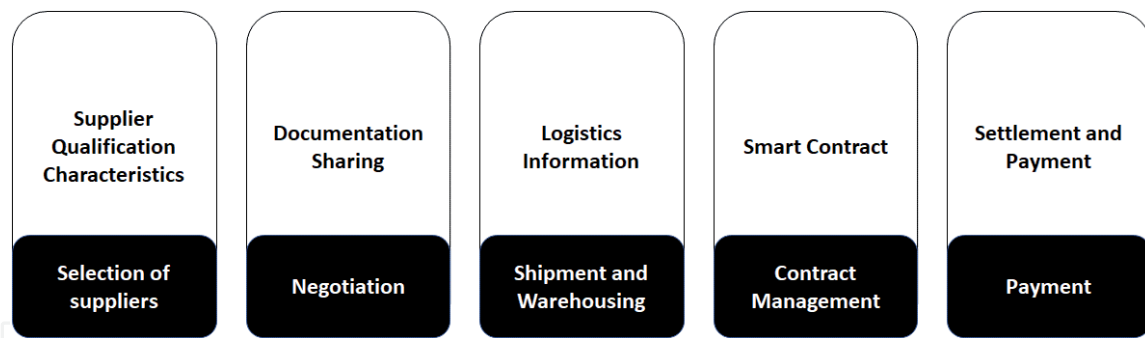 Supplier
Qualification
Characteristics
Selection of
suppliers
Documentation
Sharing
Negotiation
Logistics
Information
Shipment and
Warehousing
Smart Contract
Contract
Management
Settlement and
Payment
Payment